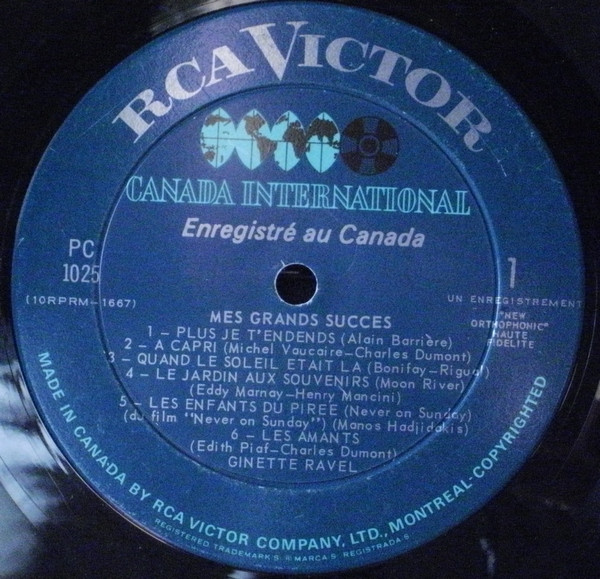 RCA VICTOR
CANADA INTERNATIONAL
Enregistré au Canada
PC
1025
1
(10RPRM-1667)
UN ENREGISTREMENT
"NEW
ORTHOPHONIC"
HAUTE
FIDELITE
MES GRANDS SUCCES
1 - PLUS JE T'ENDENDS (Alain Barrière)
2 - A CAPRI (Michel Vaucaire-Charles Dumont)
3 - QUAND LE SOLEIL ETAIT LA (Bonifay-Rigual)
4 - LE JARDIN AUX SOUVENIRS (Moon River)
(Eddy Marnay-Henry Mancini)
5 - LES ENFANTS DU PIREE (Never on Sunday)
(du film "Never on Sunday") (Manos Hadjidakis)
6 - LES AMANTS
(Edith Piaf-Charles Dumont)
GINETTE RAVEL
MADE IN CANADA BY RCA VICTOR COMPANY, LTD., MONTREAL-COPYRIGHTED
REGISTERED TRADEMARK'S ® MARCA·S· REGISTRADA·S